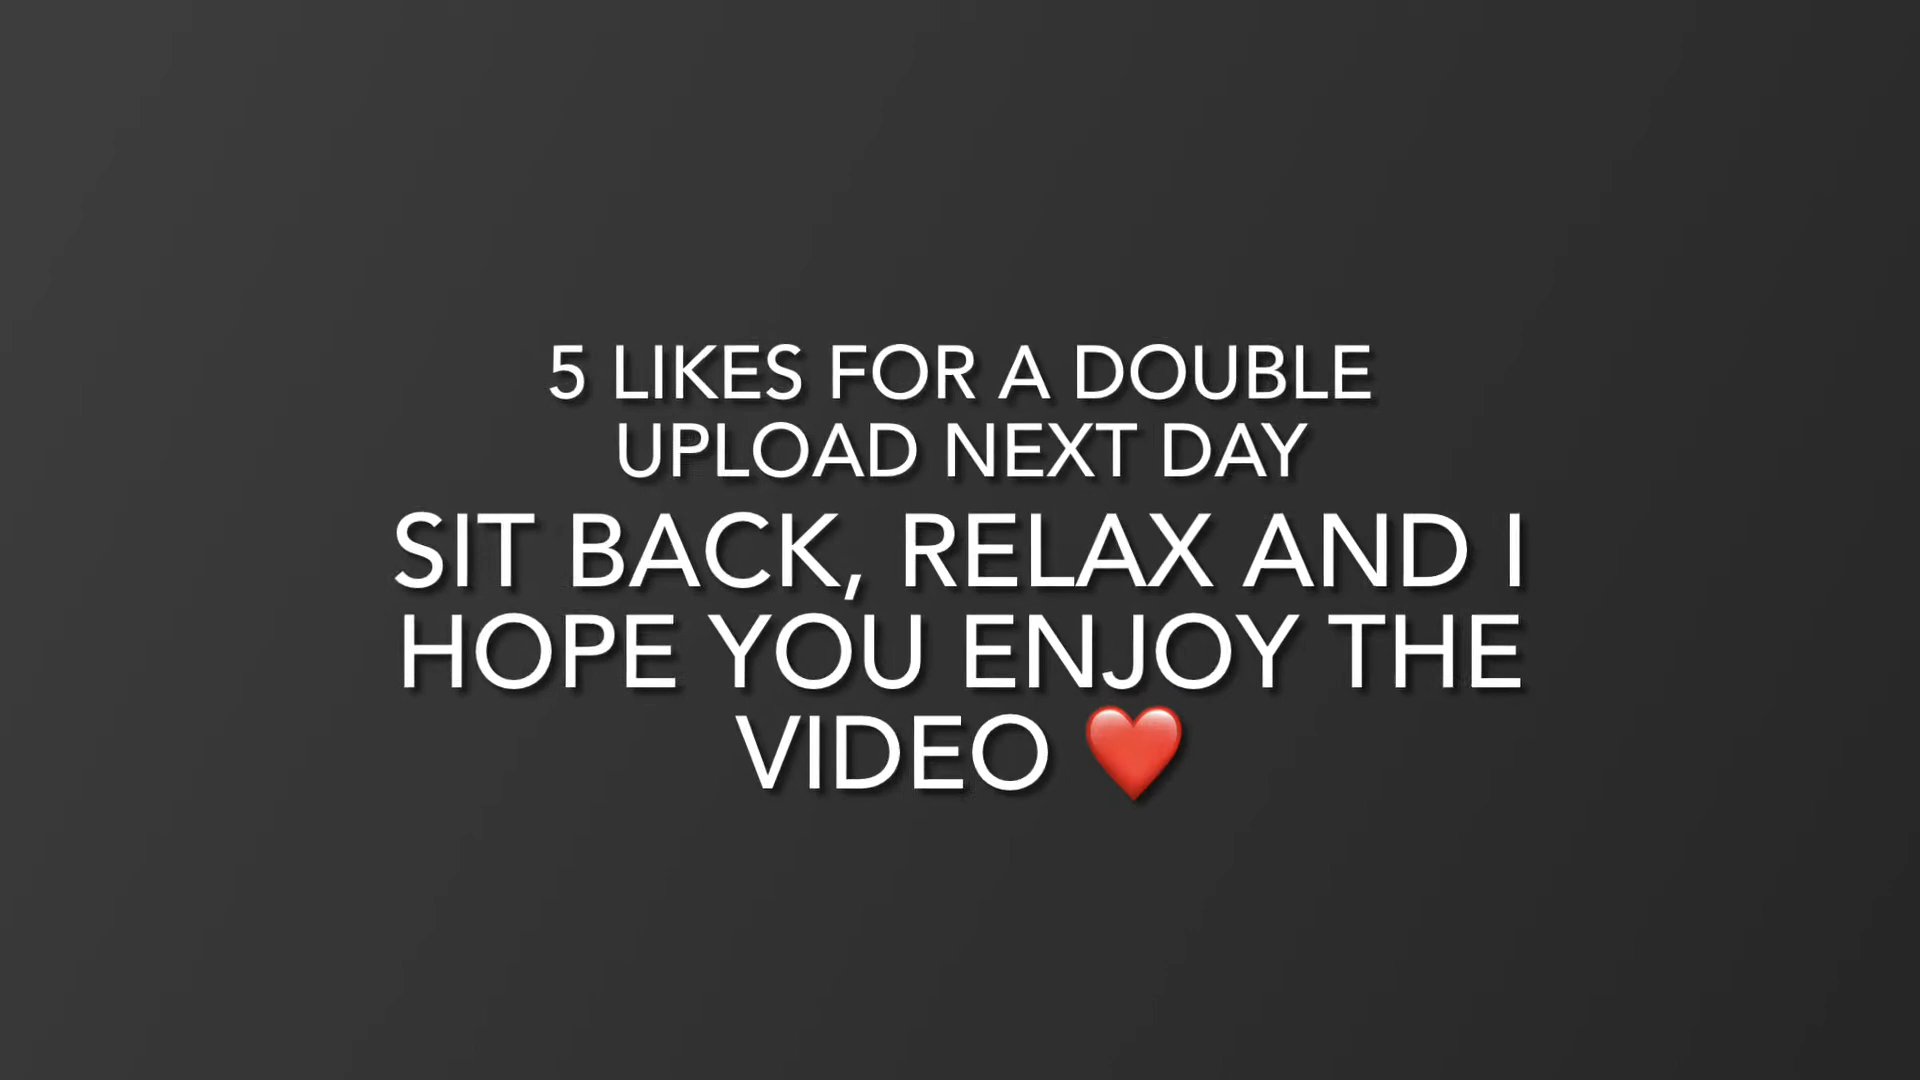 5 LIKES FOR A DOUBLE
UPLOAD NEXT DAY
SIT BACK, RELAX AND I
HOPE YOU ENJOY THE
VIDEO ❤️